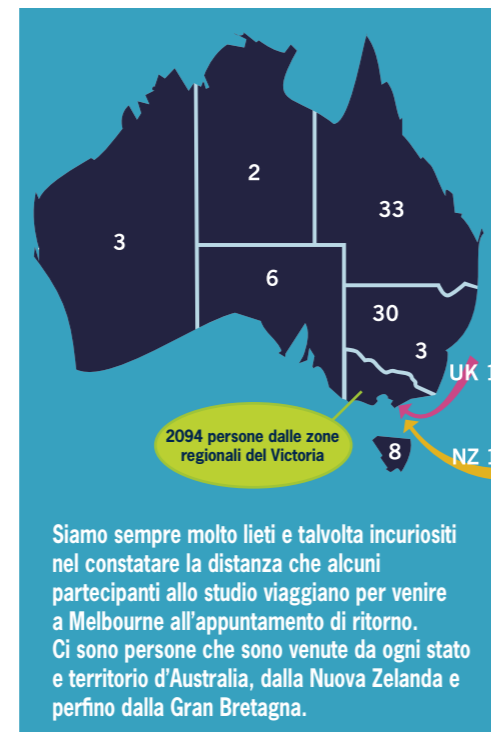 2
33
3
6
30
3
UK 1
2094 persone dalle zone
regionali del Victoria
8
NZ 1
Siamo sempre molto lieti e talvolta incuriositi
nel constatare la distanza che alcuni
partecipanti allo studio viaggiano per venire
a Melbourne all’appuntamento di ritorno.
Ci sono persone che sono venute da ogni stato
e territorio d’Australia, dalla Nuova Zelanda e
perfino dalla Gran Bretagna.